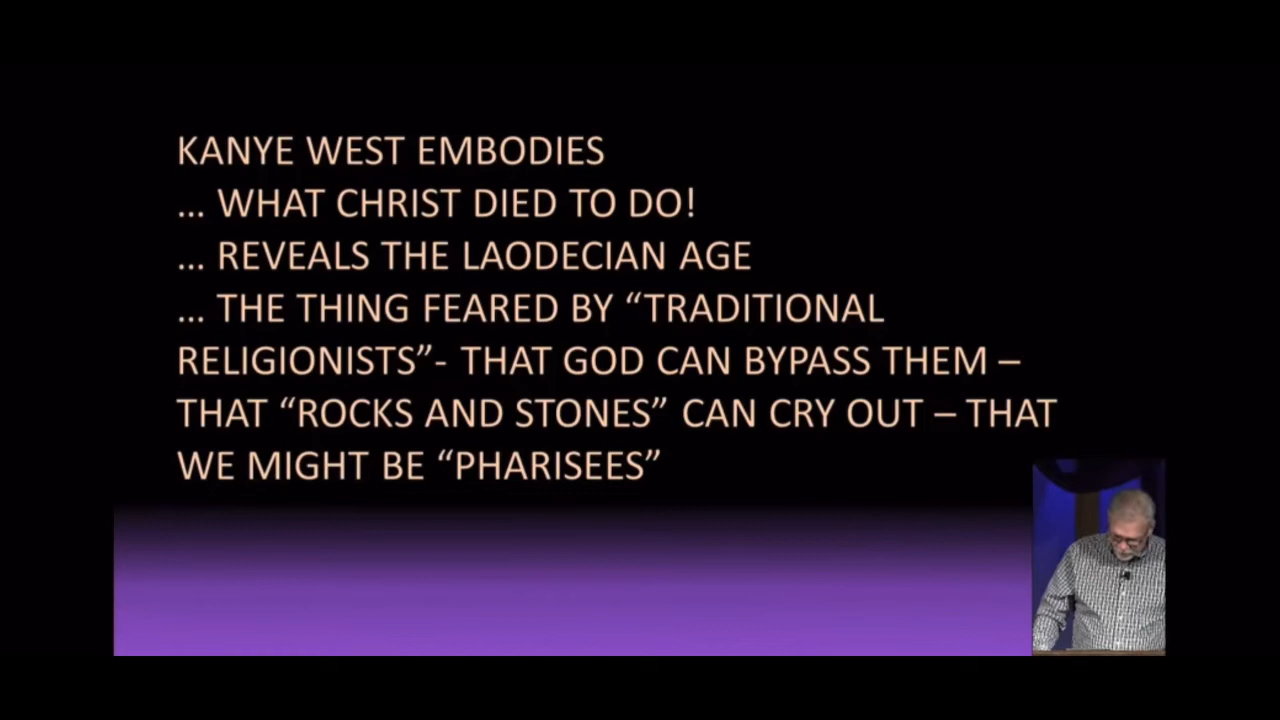 KANYE WEST EMBODIES
... WHAT CHRIST DIED TO DO!
... REVEALS THE LAODECIAN AGE
... THE THING FEARED BY “TRADITIONAL
RELIGIONISTS”- THAT GOD CAN BYPASS THEM –
THAT “ROCKS AND STONES” CAN CRY OUT – THAT
WE MIGHT BE “PHARISEES”